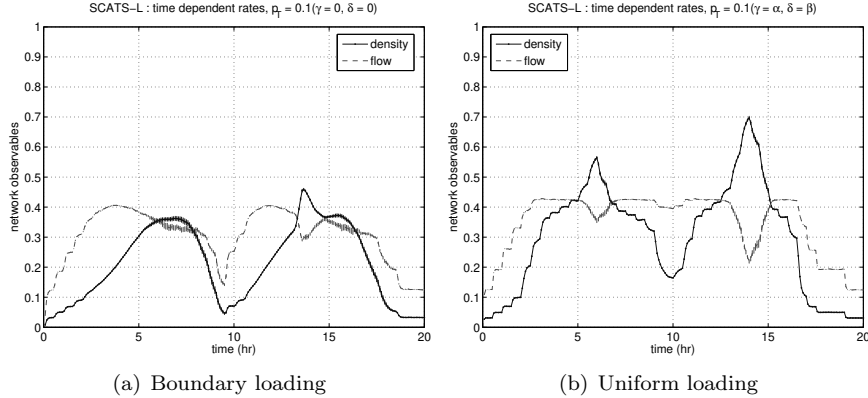 SCATS-L : time dependent rates, p_T = 0.1(γ = 0, δ = 0)
density
flow
network observables
1
0.9
0.8
0.7
0.6
0.5
0.4
0.3
0.2
0.1
0
0 5 10 15 20
time (hr)
(a) Boundary loading
SCATS-L : time dependent rates, p_T = 0.1(γ = α, δ = β)
density
flow
network observables
1
0.9
0.8
0.7
0.6
0.5
0.4
0.3
0.2
0.1
0
0 5 10 15 20
time (hr)
(b) Uniform loading